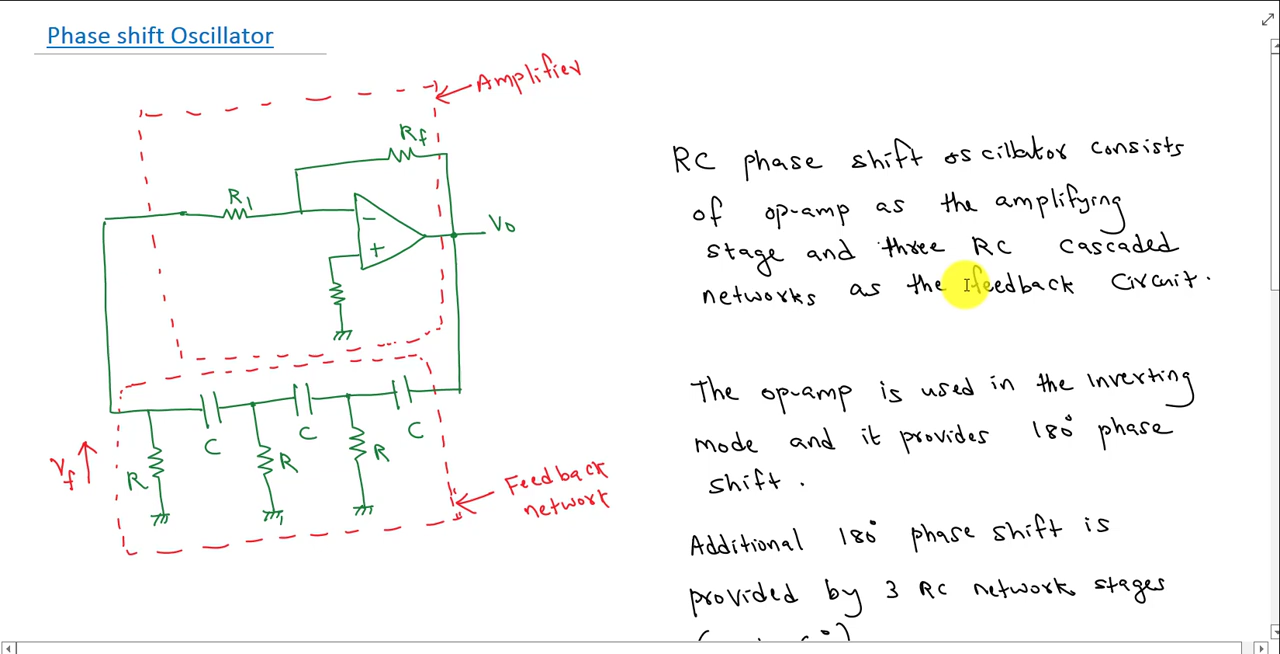 Phase shift Oscillator
Amplifier
Rf
R1
−
+
Vo
C
C
C
Vf
R
R
R
Feedback
network
RC phase shift oscillator consists
of op-amp as the amplifying
stage and three RC cascaded
networks as the feedback circuit.
The op-amp is used in the inverting
mode and it provides 180° phase
shift.
Additional 180° phase shift is
provided by 3 RC network stages